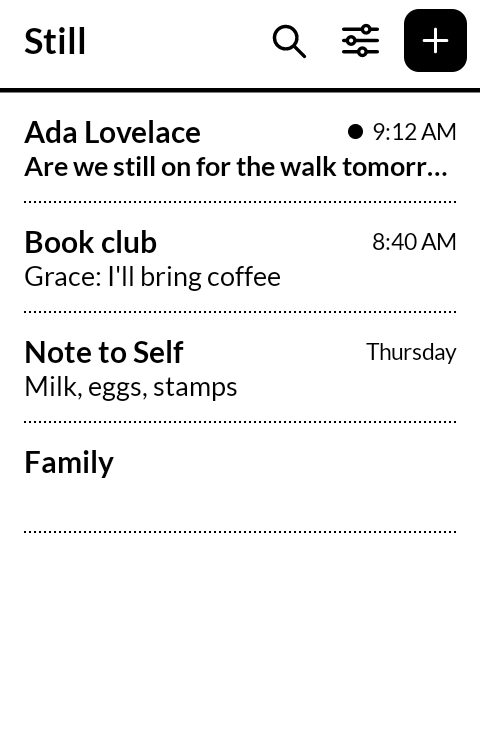 Still
Ada Lovelace
9:12 AM
Are we still on for the walk tomorr…
Book club
8:40 AM
Grace: I'll bring coffee
Note to Self
Thursday
Milk, eggs, stamps
Family